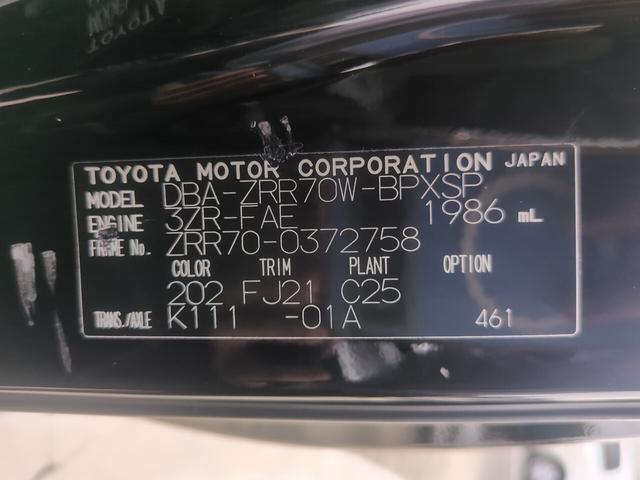 TOYOTA MOTOR CORPORATION JAPAN
MODEL DBA-ZRR70W-BPXSP
ENGINE 3ZR-FAE 1986 mL
FRAME No. ZRR70-0372758
COLOR TRIM PLANT OPTION
202 FJ21 C25
TRANS./AXLE K111 -01A 461